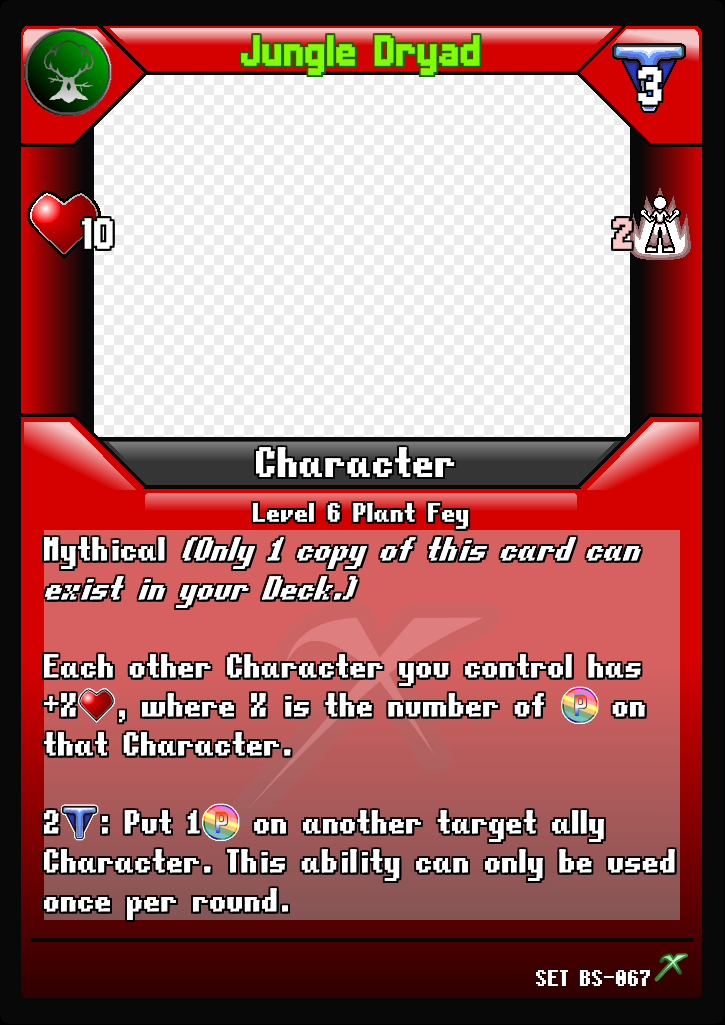 Jungle Dryad
3
10
2
Character
Level 6 Plant Fey
Mythical (Only 1 copy of this card can
exist in your Deck.)
Each other Character you control has
+X, where X is the number of P on
that Character.
2T: Put 1P on another target ally
Character. This ability can only be used
once per round.
SET BS-067